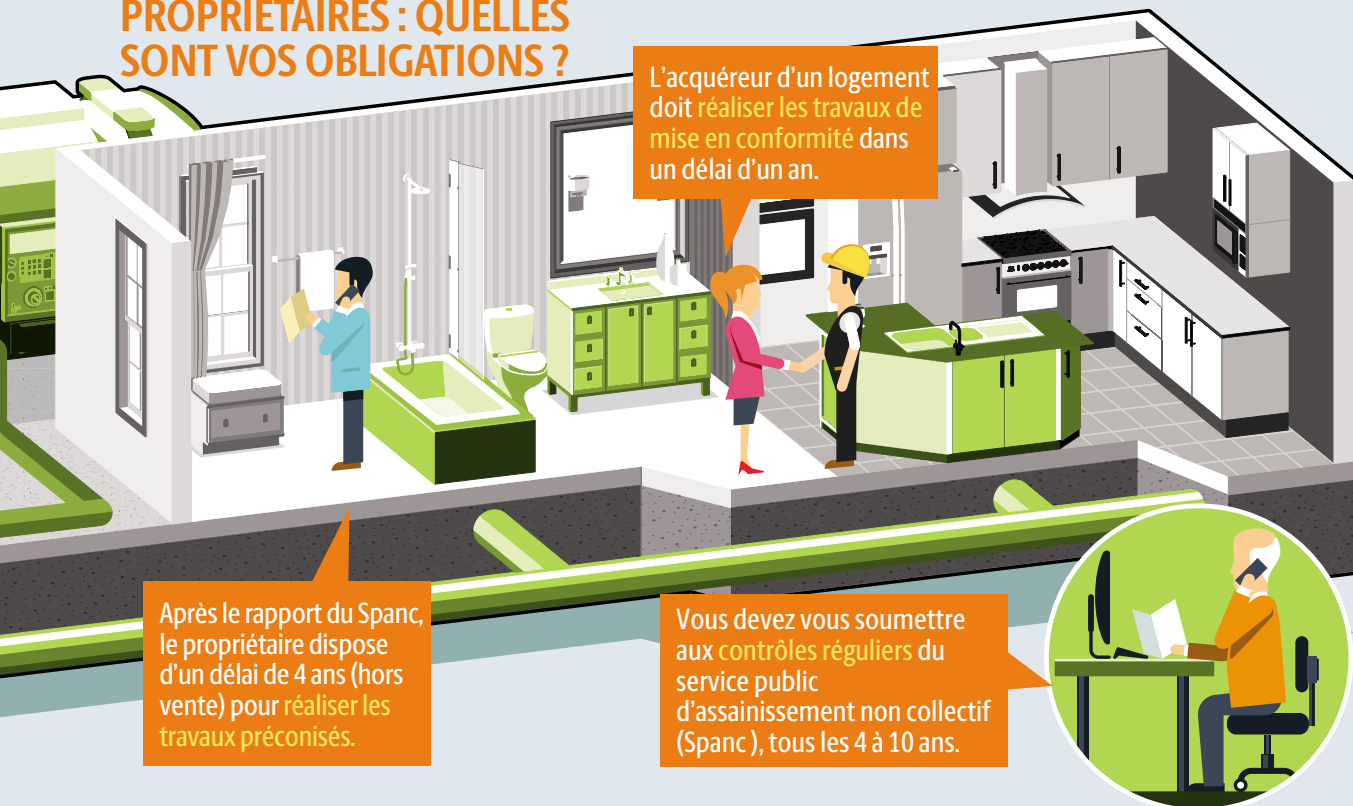 PROPRIÉTAIRES : QUELLES
SONT VOS OBLIGATIONS ?
L'acquéreur d'un logement
doit réaliser les travaux de
mise en conformité dans
un délai d'un an.
Après le rapport du Spanc,
le propriétaire dispose
d'un délai de 4 ans (hors
vente) pour réaliser les
travaux préconisés.
Vous devez vous soumettre
aux contrôles réguliers du
service public
d'assainissement non collectif
(Spanc ), tous les 4 à 10 ans.